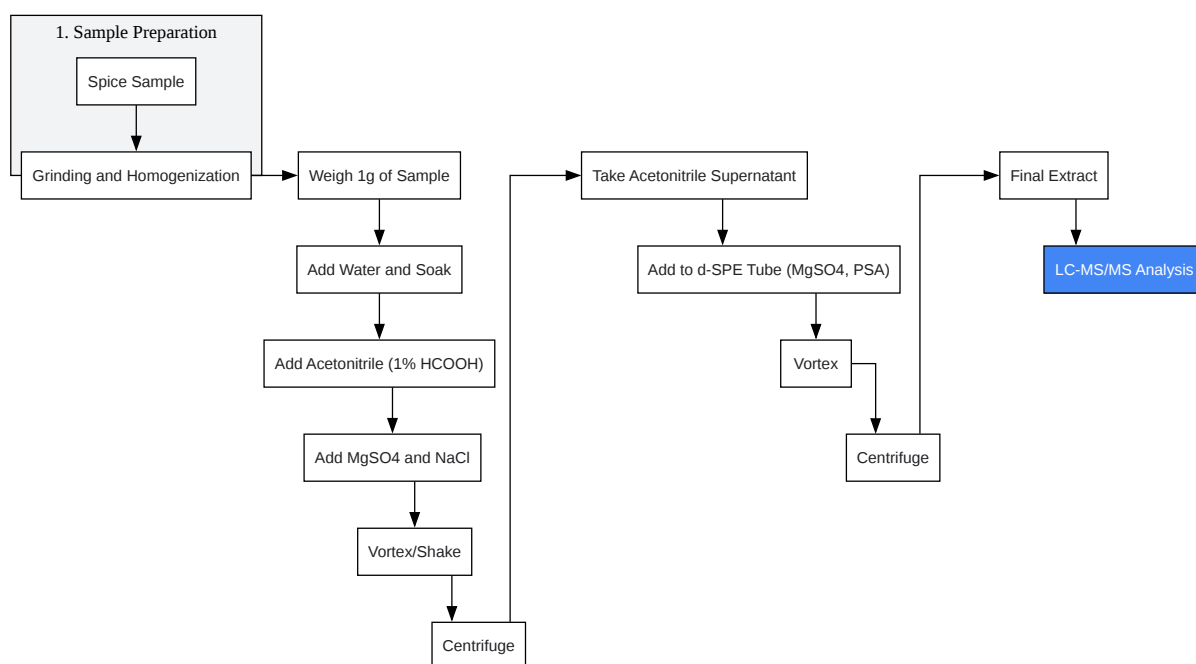 1. Sample Preparation
Spice Sample
Grinding and Homogenization
Weigh 1g of Sample
Add Water and Soak
Add Acetonitrile (1% HCOOH)
Add MgSO4 and NaCl
Vortex/Shake
Centrifuge
Take Acetonitrile Supernatant
Add to d-SPE Tube (MgSO4, PSA)
Vortex
Centrifuge
Final Extract
LC-MS/MS Analysis